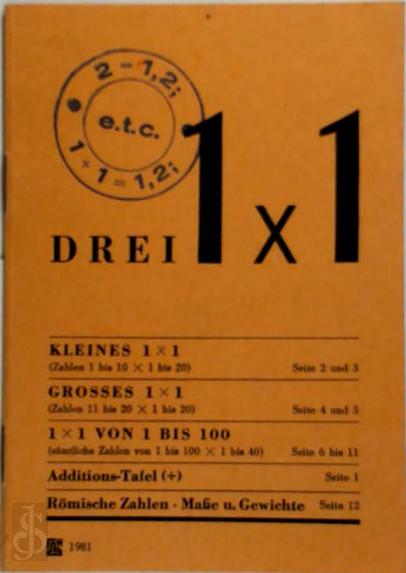 2 - 1,2;
e.t.c.
1 × 1 = 1,2;
DREI 1 x 1
KLEINES 1 × 1
(Zahlen 1 bis 10 × 1 bis 20) Seite 2 und 3
GROSSES 1 × 1
(Zahlen 11 bis 20 × 1 bis 20) Seite 4 und 5
1 × 1 VON 1 BIS 100
(sämtliche Zahlen von 1 bis 100 × 1 bis 40) Seite 6 bis 11
Additions-Tafel (+) Seite 1
Römische Zahlen · Maße u. Gewichte Seite 12
1981